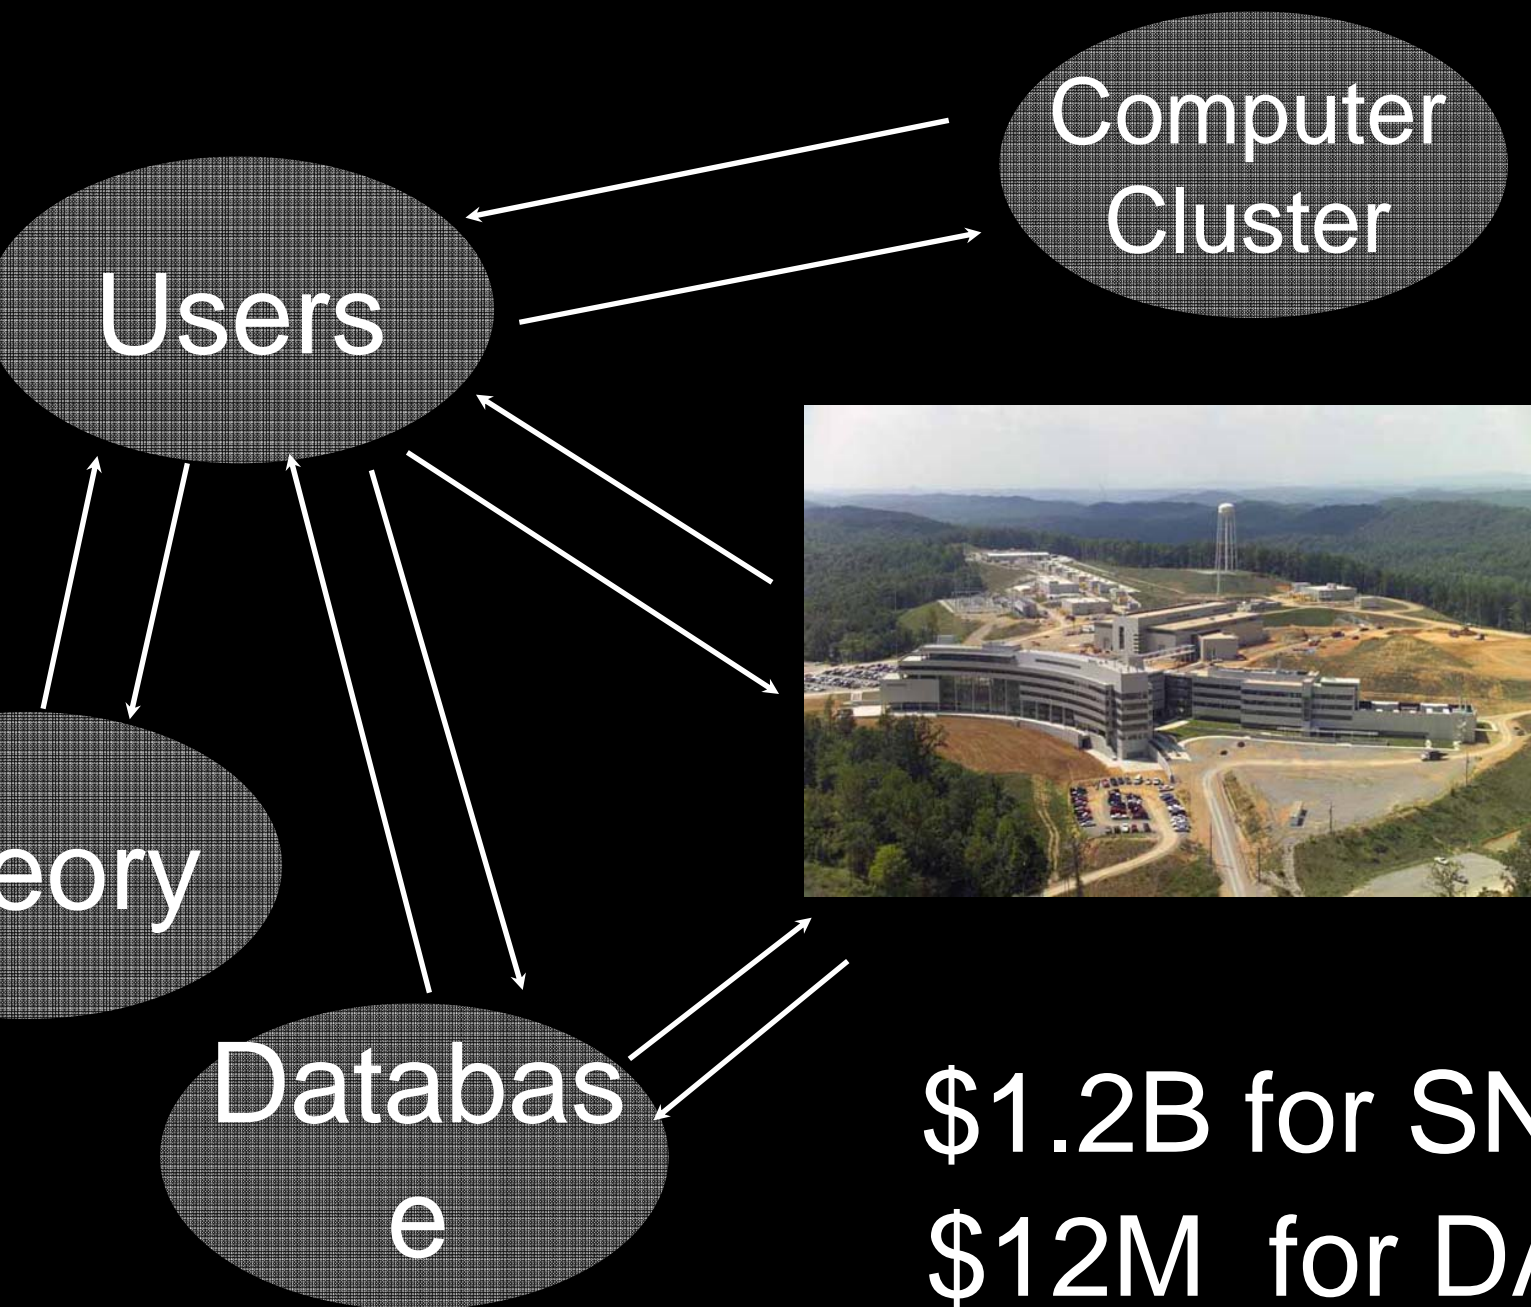 Computer
Cluster
Users
eory
Databas
e
$1.2B for SN
$12M for DA